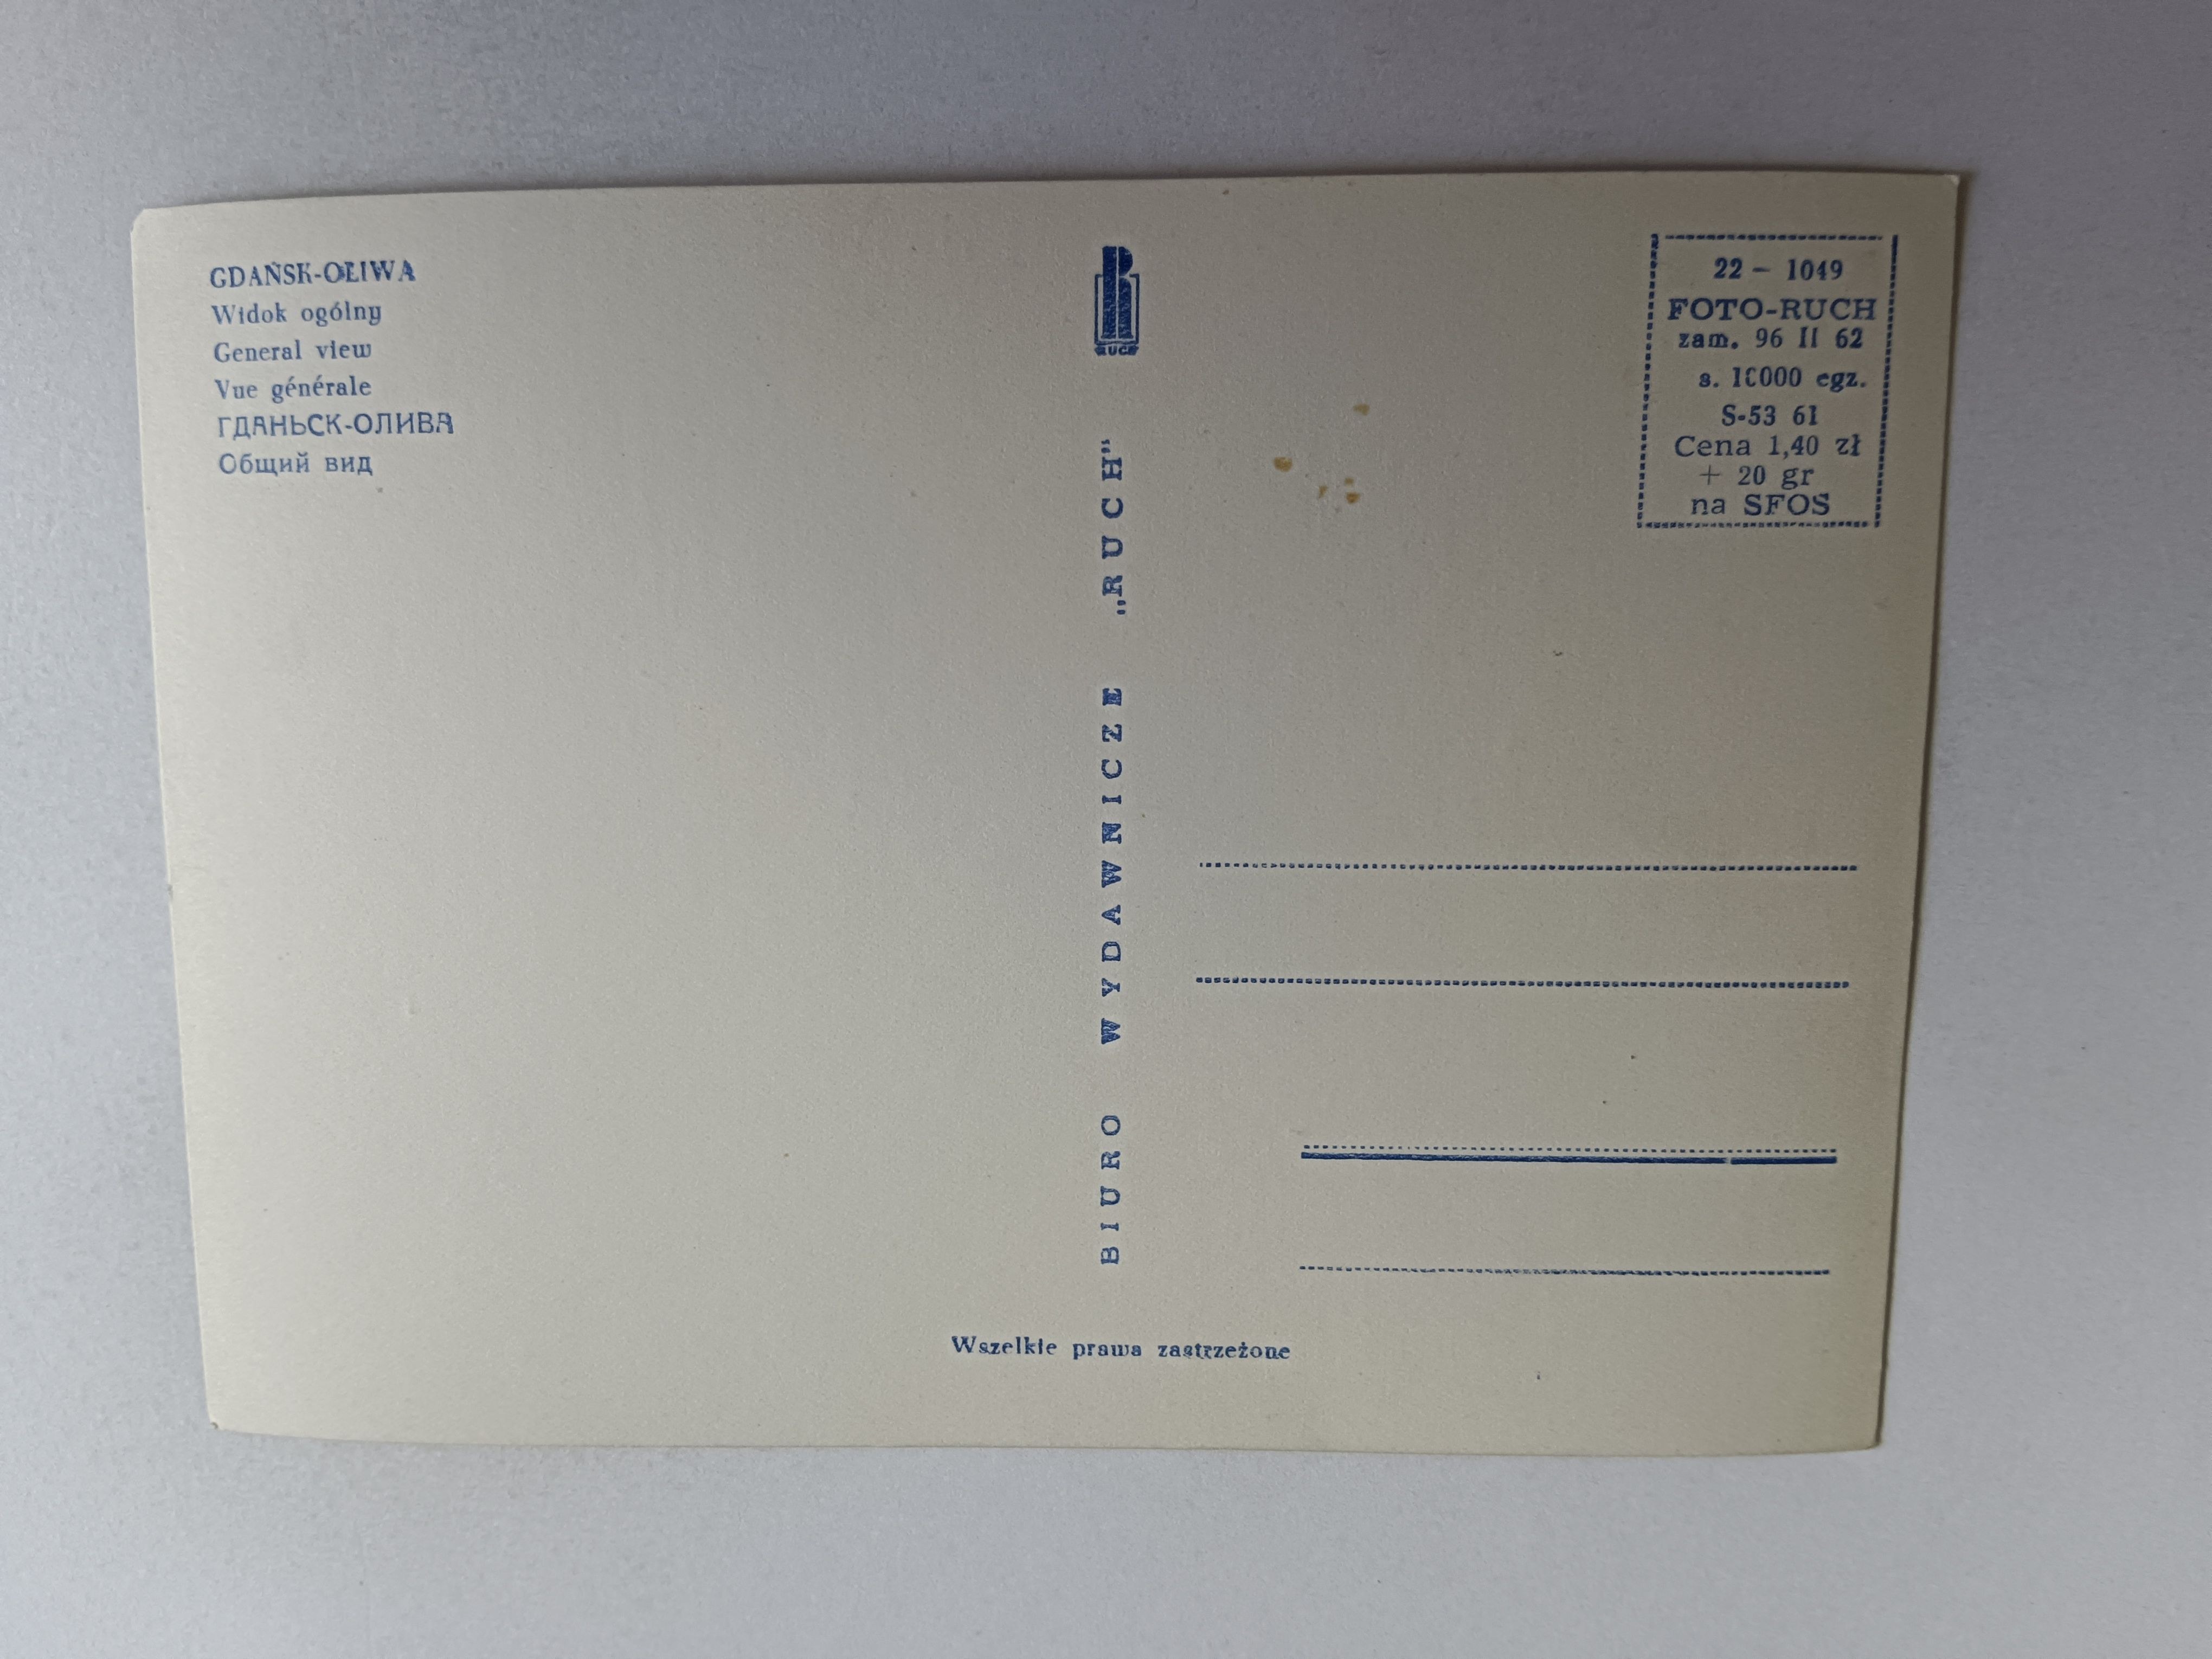 GDAŃSK-OLIWA
Widok ogólny
General view
Vue générale
ГДАНЬСК-ОЛИВА
Общий вид
RUCH
BIURO WYDAWNICZE „RUCH"
22 - 1049
FOTO-RUCH
zam. 96 II 62
s. 10000 egz.
S-53 61
Cena 1,40 zł
+ 20 gr
na SFOS
Wszelkie prawa zastrzeżone